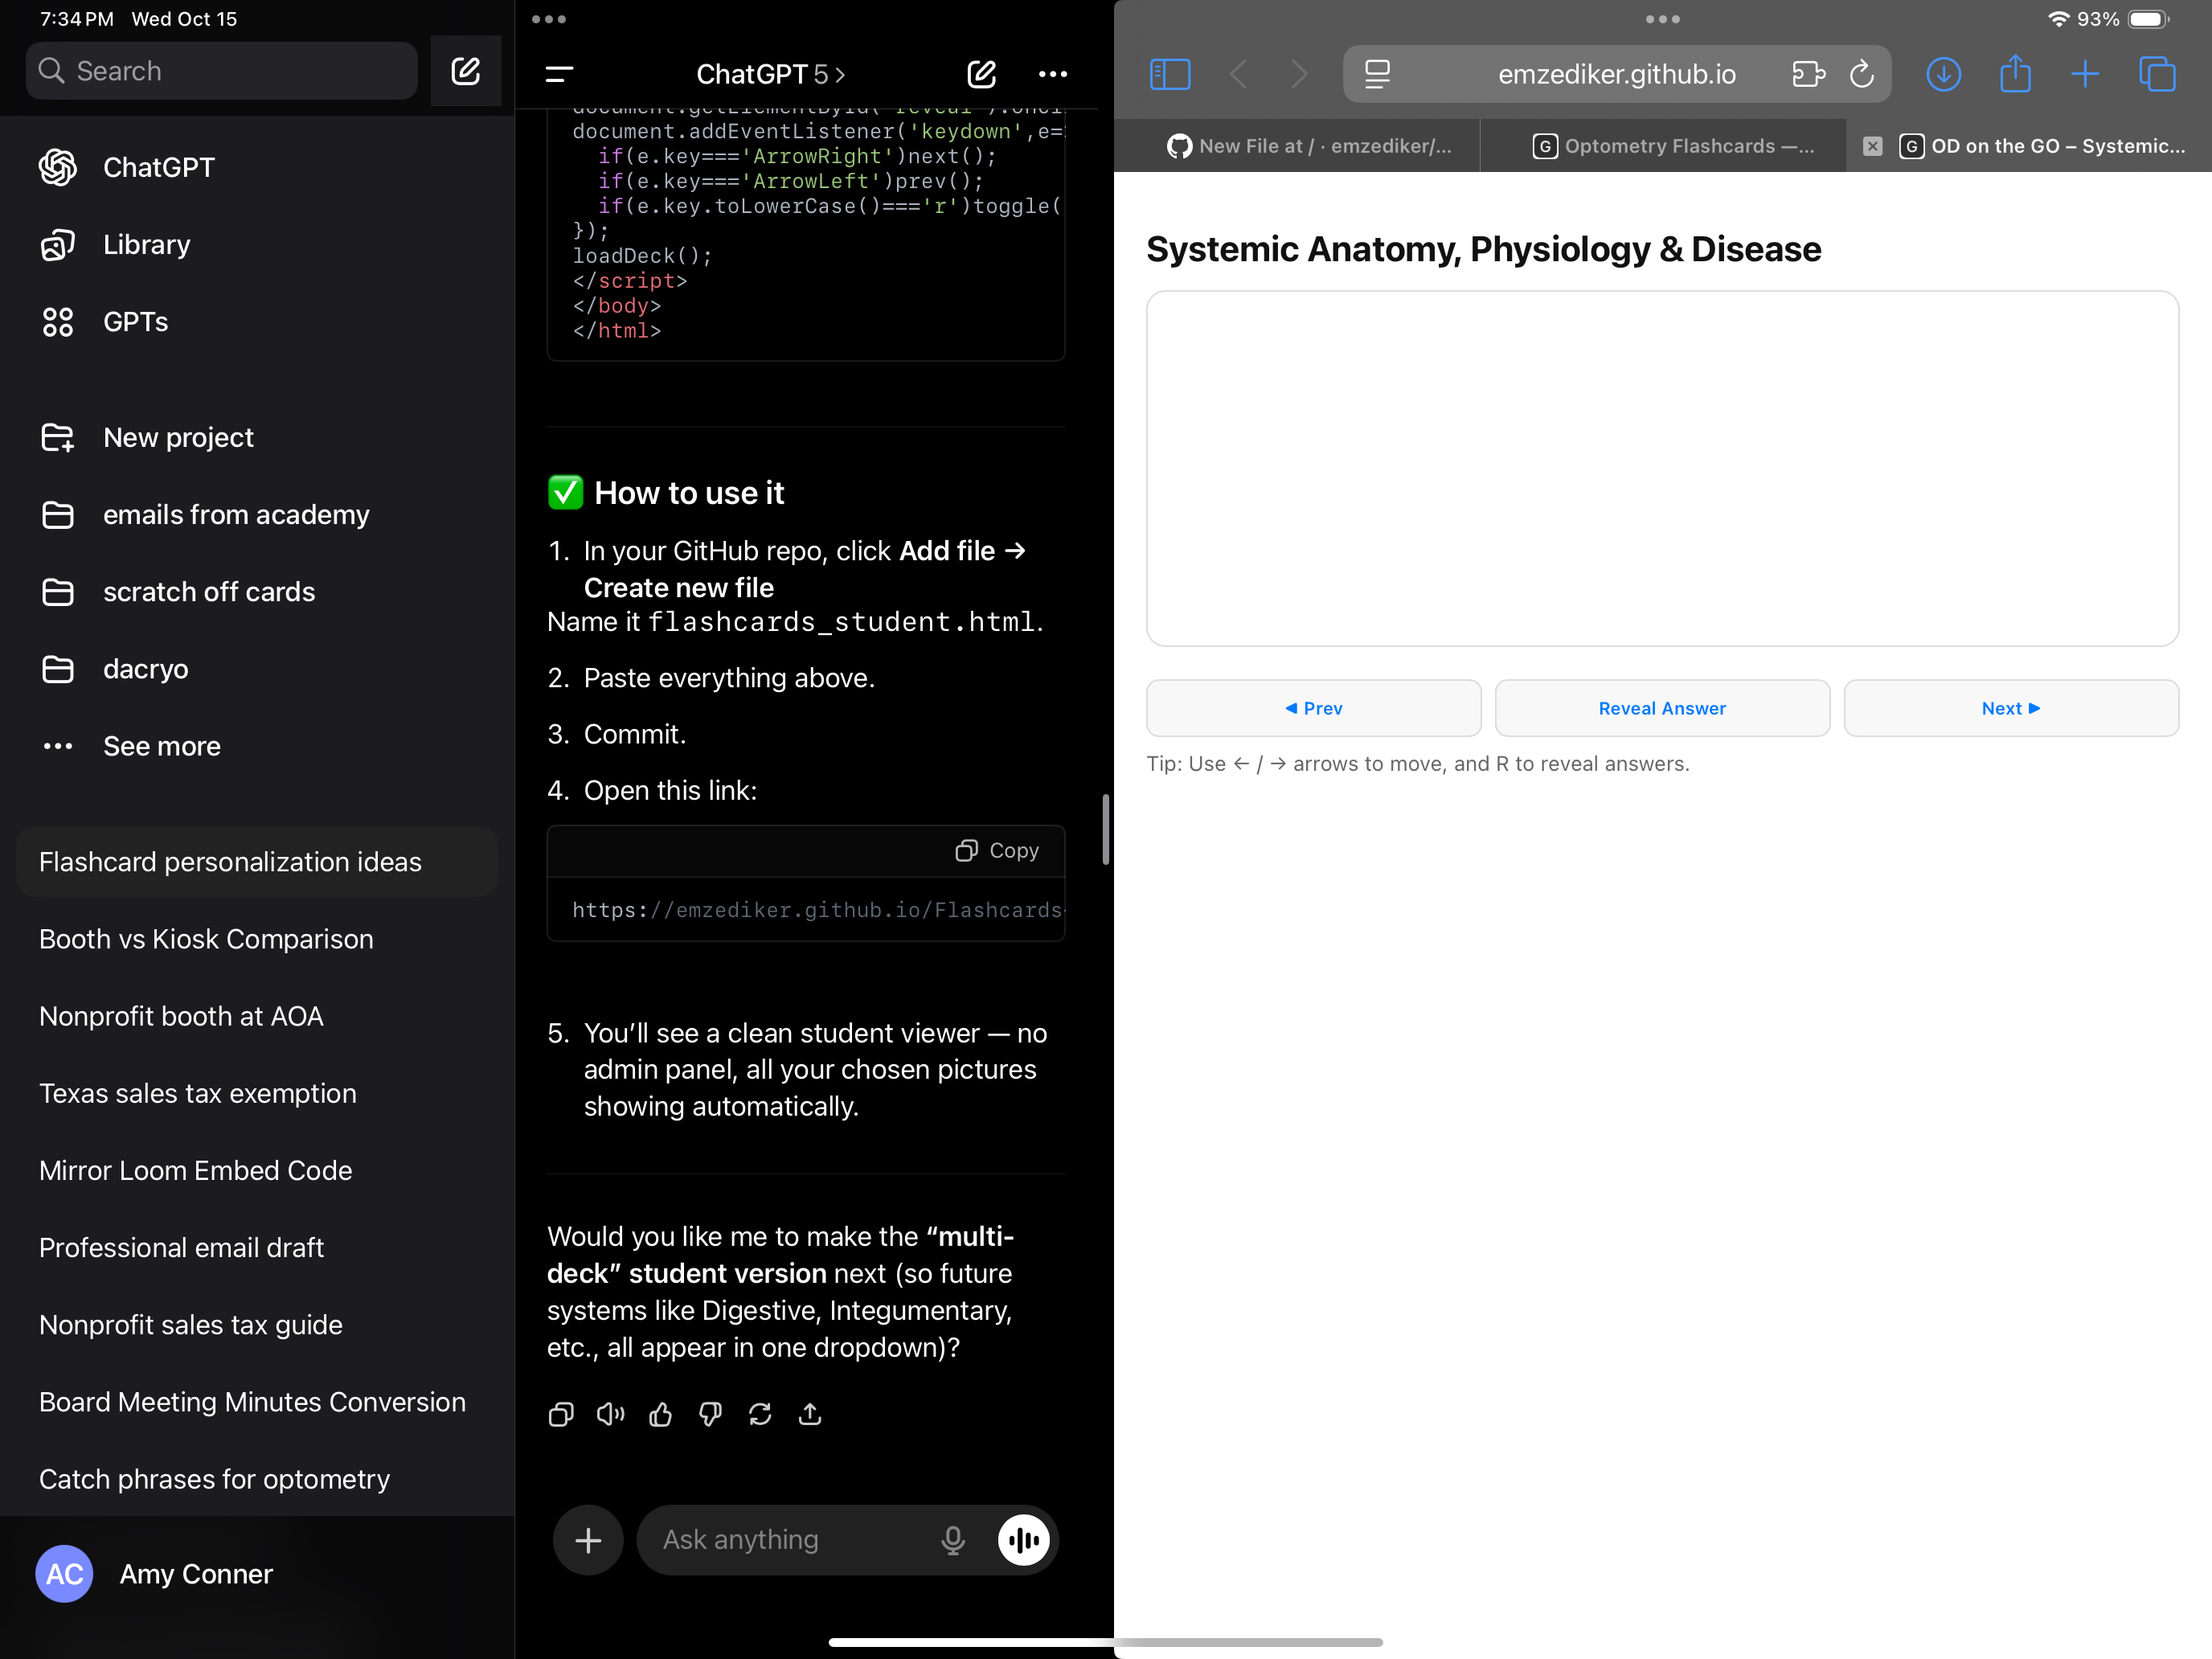 7:34 PM Wed Oct 15
Search
ChatGPT
Library
GPTs
New project
emails from academy
scratch off cards
dacryo
See more
Flashcard personalization ideas
Booth vs Kiosk Comparison
Nonprofit booth at AOA
Texas sales tax exemption
Mirror Loom Embed Code
Professional email draft
Nonprofit sales tax guide
Board Meeting Minutes Conversion
Catch phrases for optometry
AC Amy Conner
ChatGPT 5 >
document.addEventListener('keydown',e=
if(e.key==='ArrowRight')next();
if(e.key==='ArrowLeft')prev();
if(e.key.toLowerCase()==='r')toggle(
});
loadDeck();
</script>
</body>
</html>
✅ How to use it
1. In your GitHub repo, click Add file →
Create new file
Name it flashcards_student.html.
2. Paste everything above.
3. Commit.
4. Open this link:
Copy
https://emzediker.github.io/Flashcards
5. You’ll see a clean student viewer — no
admin panel, all your chosen pictures
showing automatically.
Would you like me to make the “multi-
deck” student version next (so future
systems like Digestive, Integumentary,
etc., all appear in one dropdown)?
Ask anything
93%
emzediker.github.io
New File at / · emzediker/...
G Optometry Flashcards —...
G OD on the GO – Systemic...
Systemic Anatomy, Physiology & Disease
◀ Prev
Reveal Answer
Next ▶
Tip: Use ← / → arrows to move, and R to reveal answers.